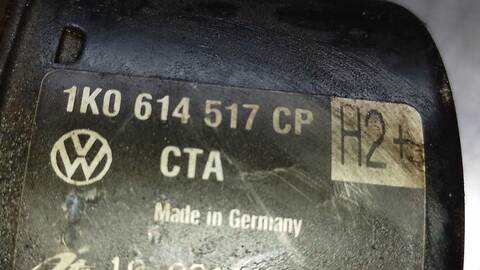 1K0 614 517 CP
H2+
CTA
Made in Germany